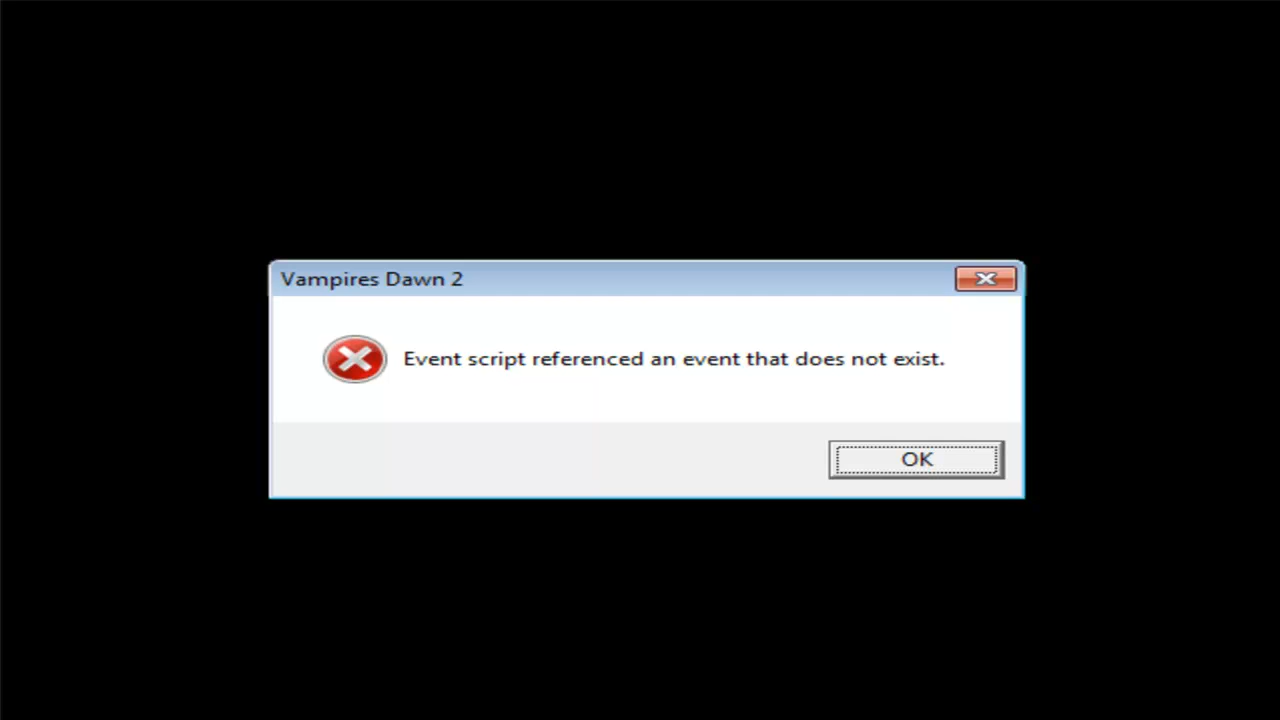 Vampires Dawn 2
Event script referenced an event that does not exist.
OK